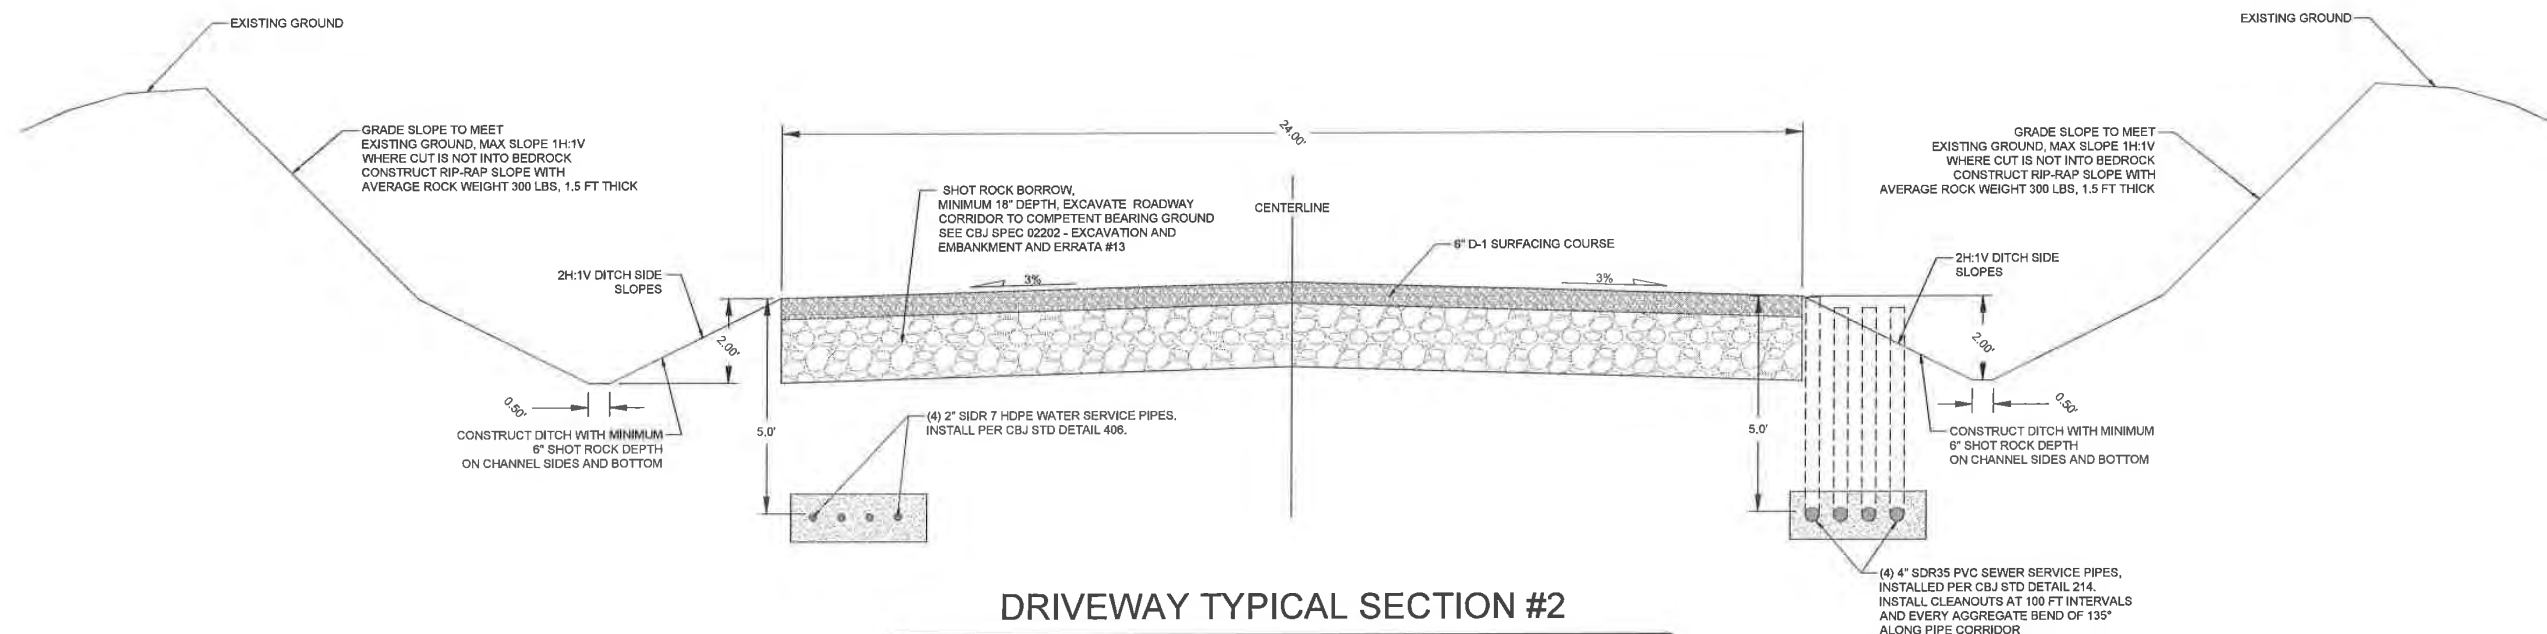 EXISTING GROUND
EXISTING GROUND
GRADE SLOPE TO MEET
EXISTING GROUND, MAX SLOPE 1H:1V
WHERE CUT IS NOT INTO BEDROCK
CONSTRUCT RIP-RAP SLOPE WITH
AVERAGE ROCK WEIGHT 300 LBS, 1.5 FT THICK
24.00'
GRADE SLOPE TO MEET
EXISTING GROUND, MAX SLOPE 1H:1V
WHERE CUT IS NOT INTO BEDROCK
CONSTRUCT RIP-RAP SLOPE WITH
AVERAGE ROCK WEIGHT 300 LBS, 1.5 FT THICK
SHOT ROCK BORROW,
MINIMUM 18" DEPTH, EXCAVATE ROADWAY
CORRIDOR TO COMPETENT BEARING GROUND
SEE CBJ SPEC 02202 - EXCAVATION AND
EMBANKMENT AND ERRATA #13
CENTERLINE
6" D-1 SURFACING COURSE
2H:1V DITCH SIDE
SLOPES
3%
3%
2H:1V DITCH SIDE
SLOPES
2.00'
2.00'
0.50'
0.50'
CONSTRUCT DITCH WITH MINIMUM
6" SHOT ROCK DEPTH
ON CHANNEL SIDES AND BOTTOM
5.0'
(4) 2" SIDR 7 HDPE WATER SERVICE PIPES.
INSTALL PER CBJ STD DETAIL 406.
5.0'
CONSTRUCT DITCH WITH MINIMUM
6" SHOT ROCK DEPTH
ON CHANNEL SIDES AND BOTTOM
(4) 4" SDR35 PVC SEWER SERVICE PIPES,
INSTALLED PER CBJ STD DETAIL 214.
INSTALL CLEANOUTS AT 100 FT INTERVALS
AND EVERY AGGREGATE BEND OF 135°
ALONG PIPE CORRIDOR
DRIVEWAY TYPICAL SECTION #2